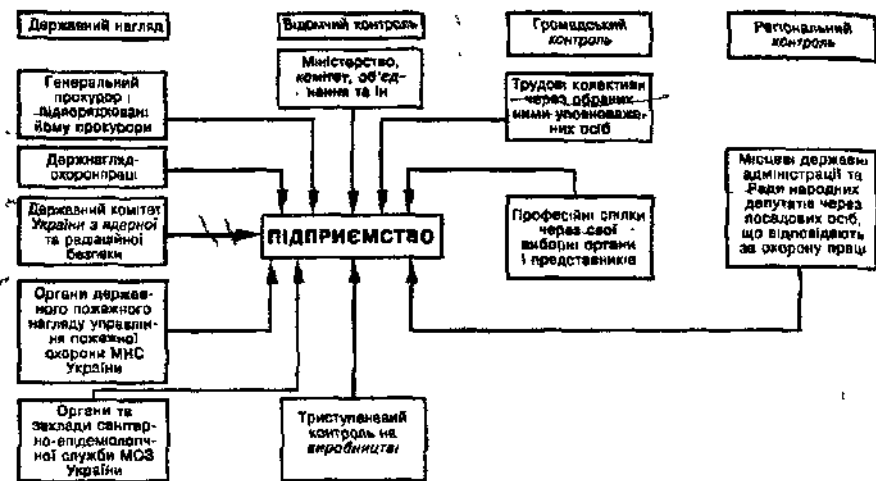 Державний нагляд
Відомчий контроль
Громадський
контроль
Регіональний
контроль
Генеральний
прокурор і
підпорядковані
йому прокурори
Міністерство,
комітет, об'єд-
нання та ін
Трудові колективи
через обраних
ними уповноваже-
них осіб
Держнагляд-
охоронпраці
Державний комітет
України з ядерної
та радіаційної
безпеки
ПІДПРИЄМСТВО
Професійні спілки
через свої
виборні органи
і представників
Місцеві державні
адміністрації та
Ради народних
депутатів через
посадових осіб,
що відповідають
за охорону праці
Органи держав-
ного пожежного
нагляду управлін-
ня пожежної
охорони МНС
України
Органи та
заклади санітар-
но-епідеміологіч-
ної служби МОЗ
України
Триступеневий
контроль на
виробництві